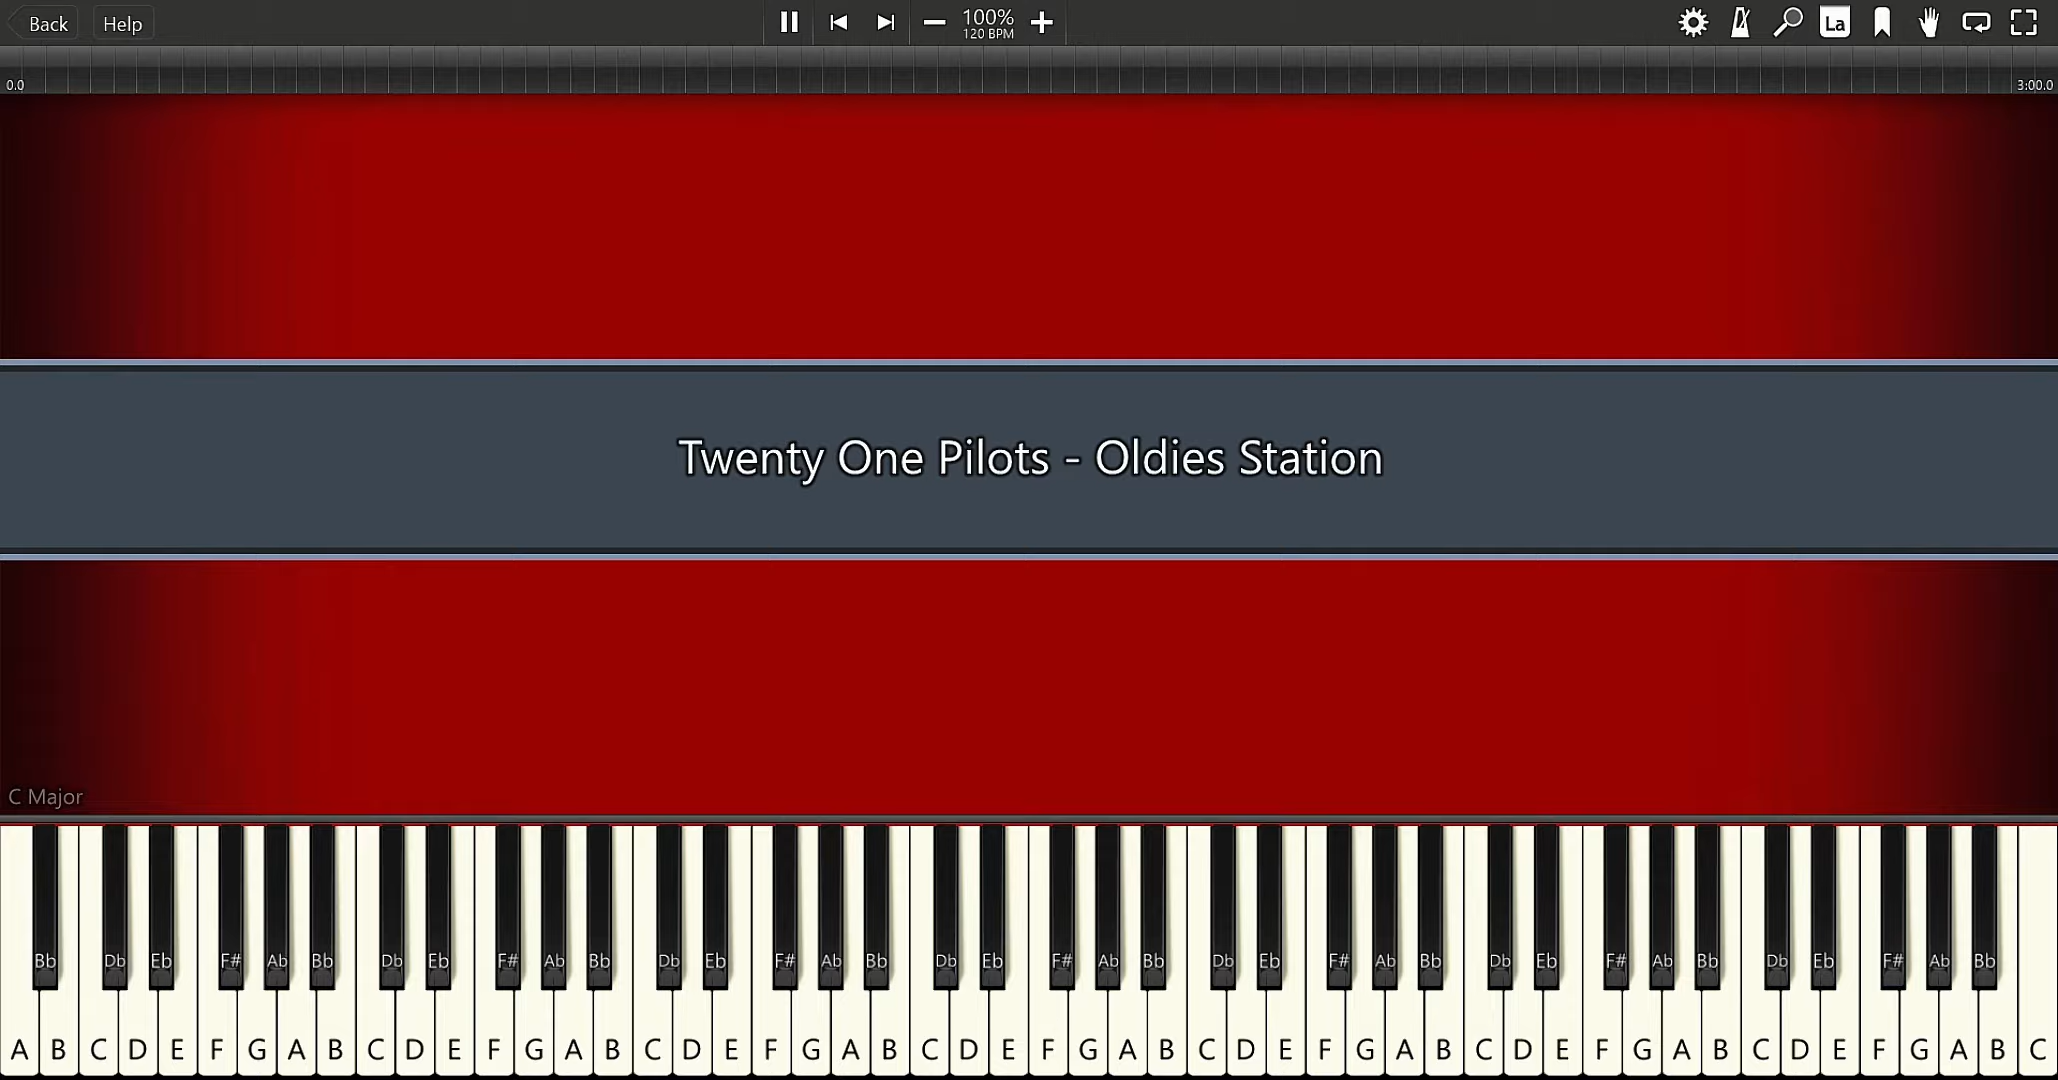 Back Help 100% La
120 BPM
0.0 3:00.0
Twenty One Pilots - Oldies Station
C Major
Bb Db Eb F# Ab Bb Db Eb F# Ab Bb Db Eb F# Ab Bb Db Eb F# Ab Bb Db Eb F# Ab Bb Db Eb F# Ab Bb Db Eb F# Ab Bb
A B C D E F G A B C D E F G A B C D E F G A B C D E F G A B C D E F G A B C D E F G A B C D E F G A B C